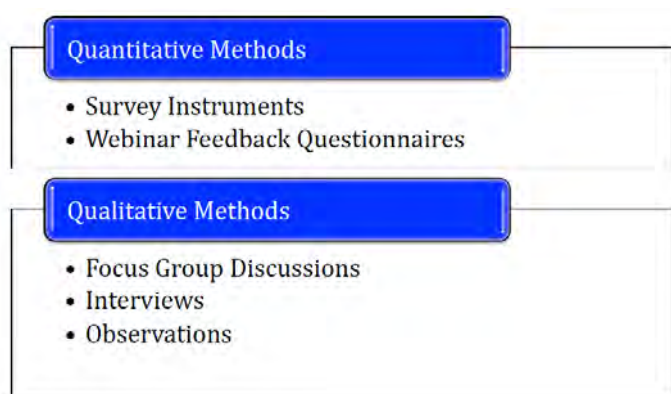 Quantitative Methods
• Survey Instruments
• Webinar Feedback Questionnaires
Qualitative Methods
• Focus Group Discussions
• Interviews
• Observations